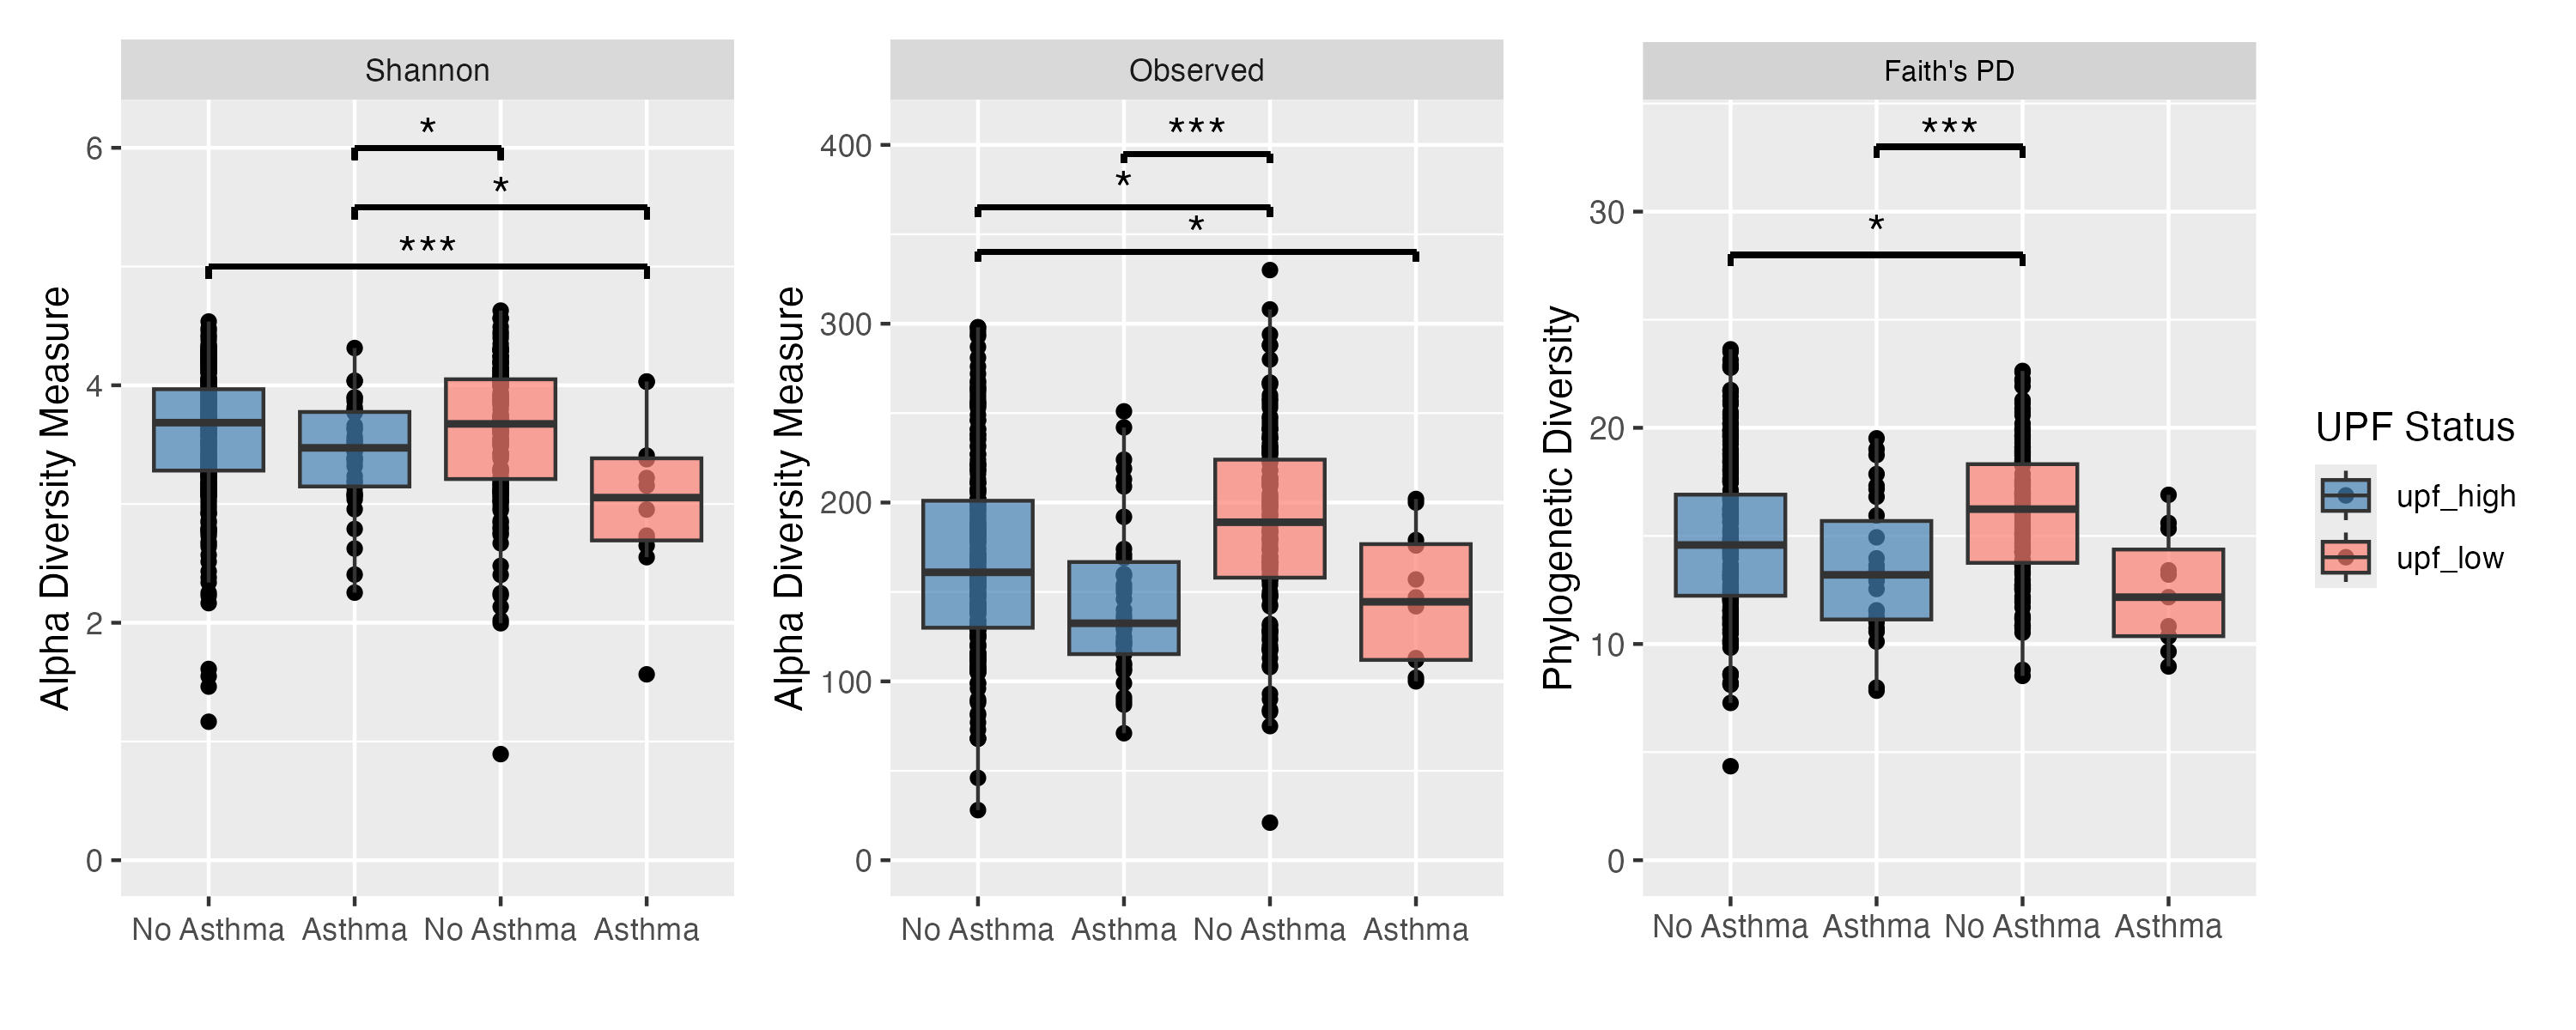 Shannon
Observed
Faith's PD
Alpha Diversity Measure
6
4
2
0
*
*
***
No Asthma
Asthma
No Asthma
Asthma
Alpha Diversity Measure
400
300
200
100
0
***
*
*
No Asthma
Asthma
No Asthma
Asthma
Phylogenetic Diversity
30
20
10
0
***
*
No Asthma
Asthma
No Asthma
Asthma
UPF Status
upf_high
upf_low